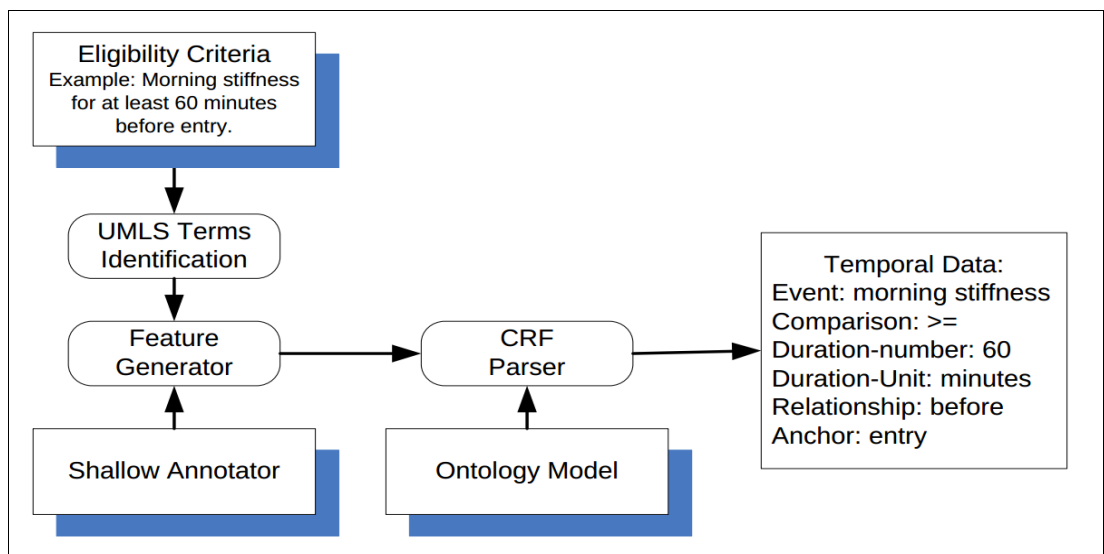 Eligibility Criteria
Example: Morning stiffness
for at least 60 minutes
before entry.
UMLS Terms
Identification
Feature
Generator
CRF
Parser
Temporal Data:
Event: morning stiffness
Comparison: >=
Duration-number: 60
Duration-Unit: minutes
Relationship: before
Anchor: entry
Shallow Annotator
Ontology Model